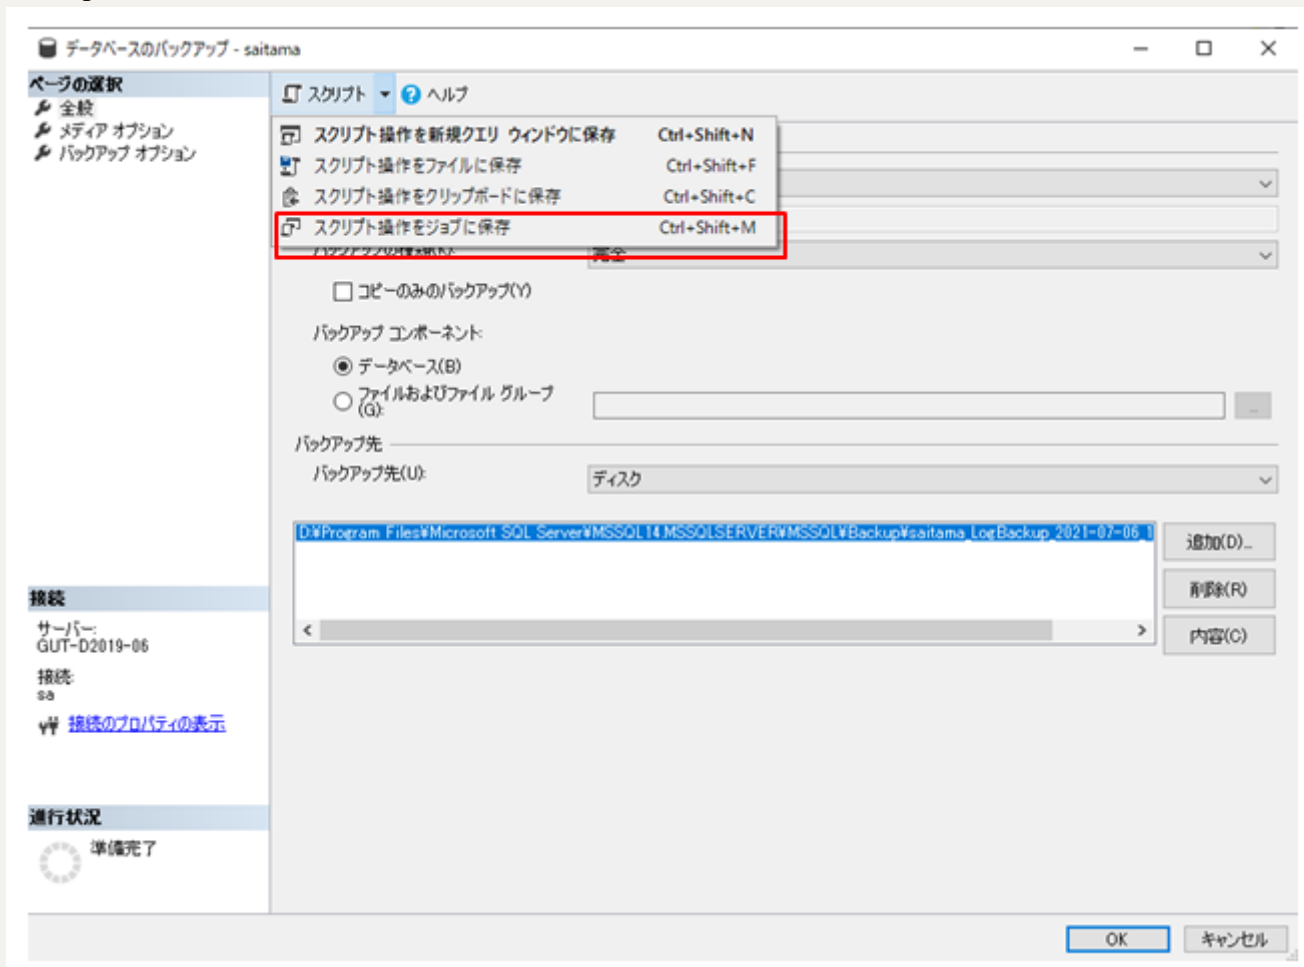 データベースのバックアップ - saitama
ページの選択
全般
メディア オプション
バックアップ オプション
スクリプト
ヘルプ
スクリプト操作を新規クエリ ウィンドウに保存 Ctrl+Shift+N
スクリプト操作をファイルに保存 Ctrl+Shift+F
スクリプト操作をクリップボードに保存 Ctrl+Shift+C
スクリプト操作をジョブに保存 Ctrl+Shift+M
完全
コピーのみのバックアップ(Y)
バックアップ コンポーネント:
データベース(B)
ファイルおよびファイル グループ
(G):
...
バックアップ先
バックアップ先(U): ディスク
D:¥Program Files¥Microsoft SQL Server¥MSSQL14.MSSQLSERVER¥MSSQL¥Backup¥saitama_LogBackup_2021-07-06_1
追加(D)...
削除(R)
内容(C)
接続
サーバー:
GUT-D2019-06
接続:
sa
接続のプロパティの表示
進行状況
準備完了
OK
キャンセル